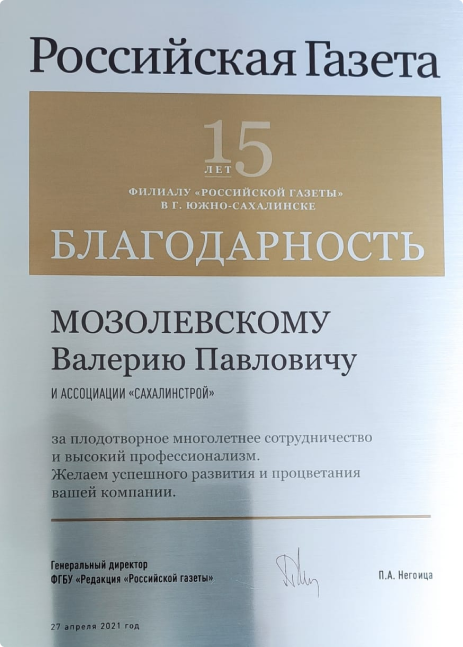 Российская Газета
15
ЛЕТ
ФИЛИАЛУ «РОССИЙСКОЙ ГАЗЕТЫ»
В Г. ЮЖНО-САХАЛИНСКЕ
БЛАГОДАРНОСТЬ
МОЗОЛЕВСКОМУ
Валерию Павловичу
И АССОЦИАЦИИ «САХАЛИНСТРОЙ»
за плодотворное многолетнее сотрудничество
и высокий профессионализм.
Желаем успешного развития и процветания
вашей компании.
Генеральный директор
ФГБУ «Редакция «Российской газеты» П.А. Негоица
27 апреля 2021 год